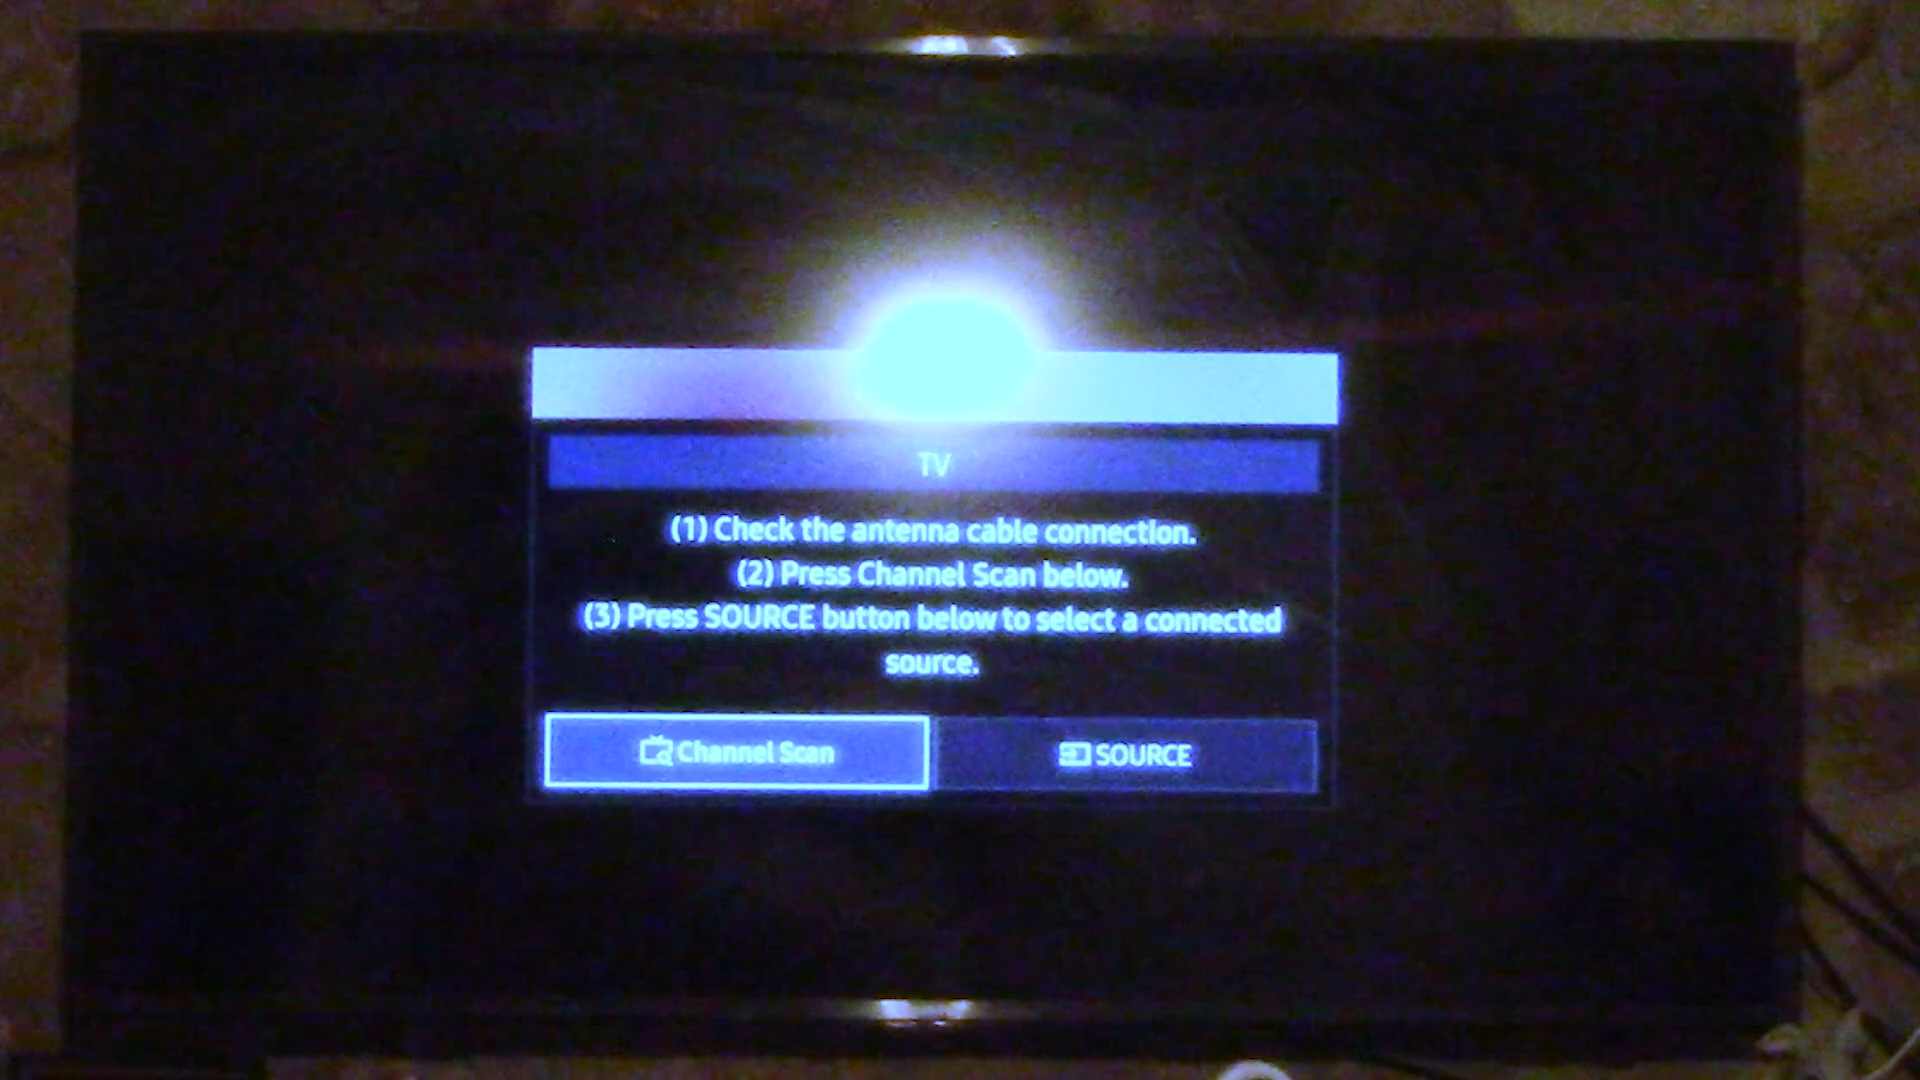 TV
(1) Check the antenna cable connection.
(2) Press Channel Scan below.
(3) Press SOURCE button below to select a connected
source.
Channel Scan
SOURCE